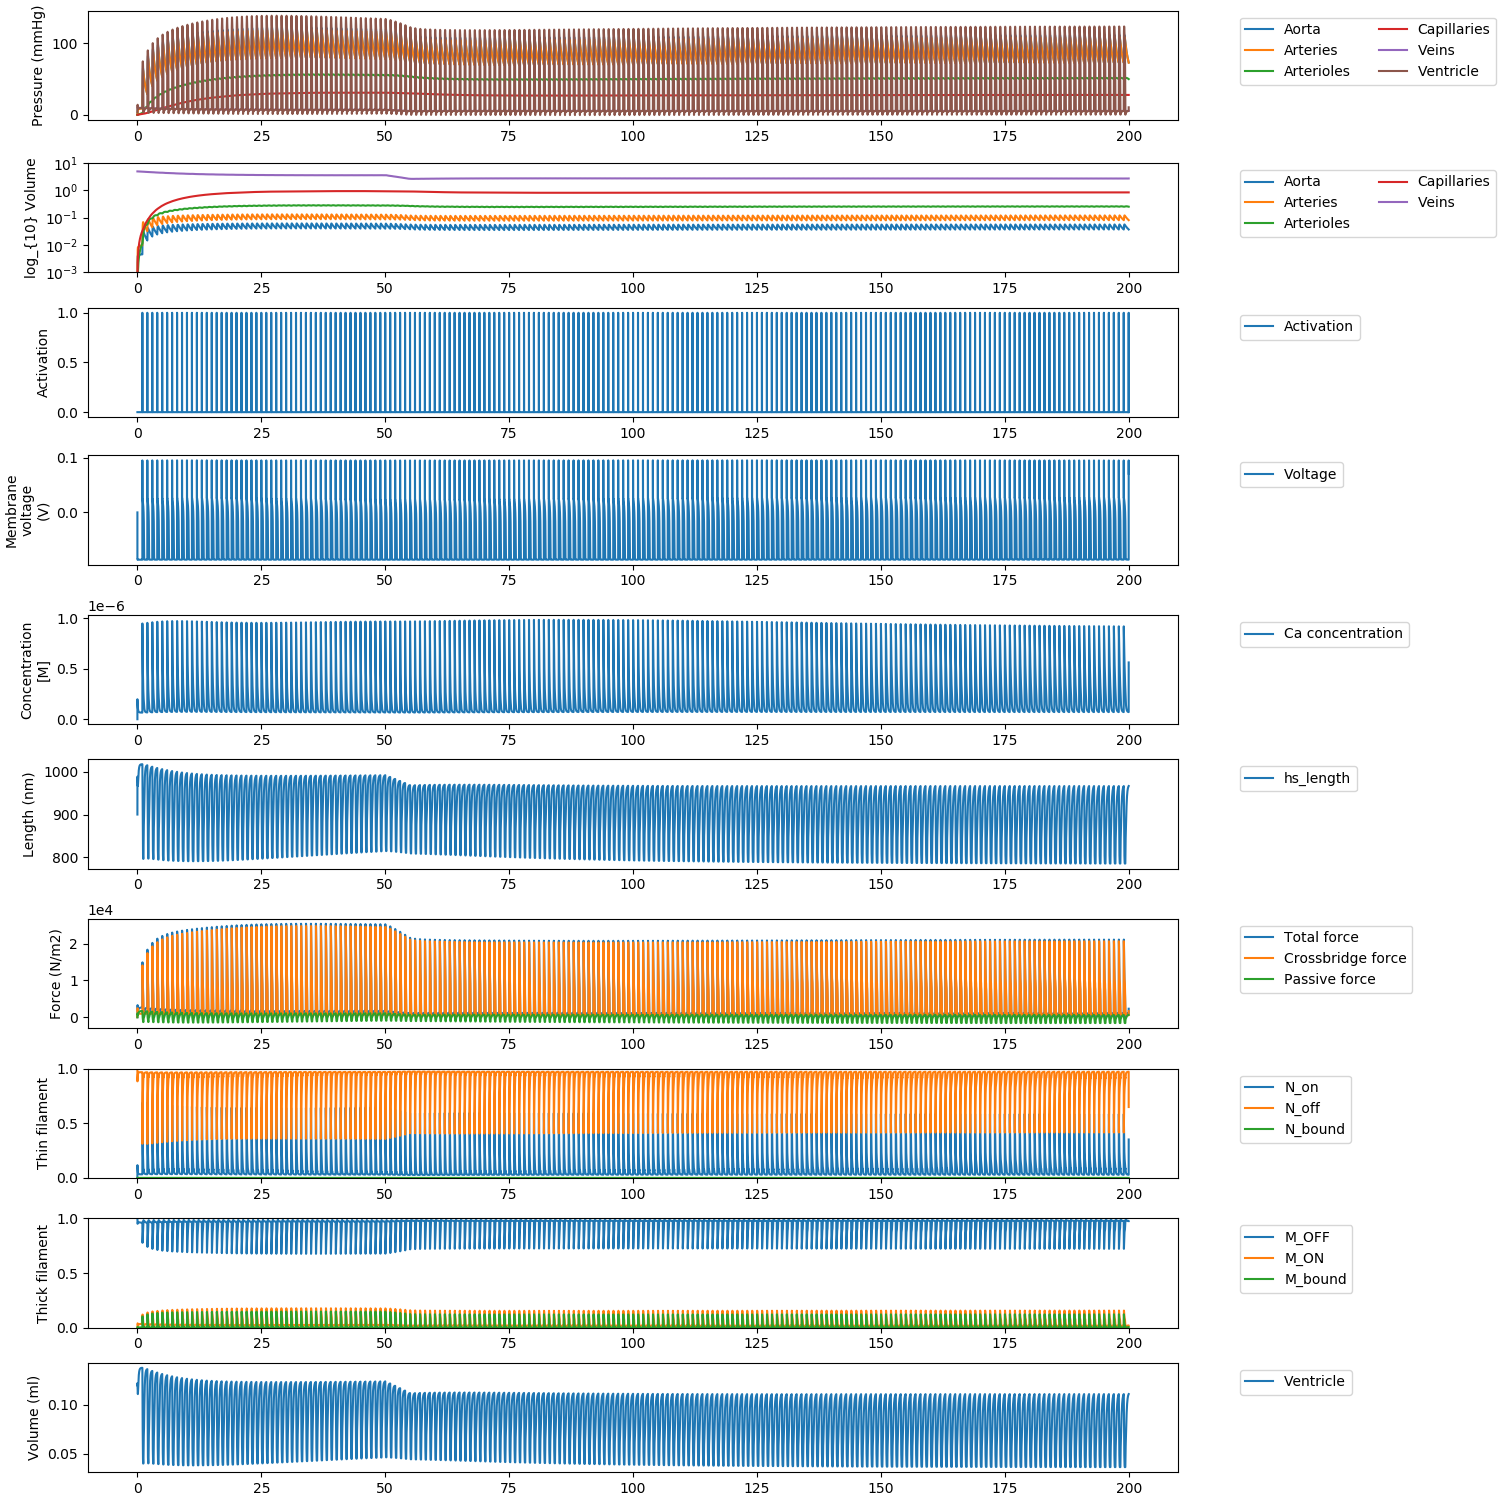 Pressure (mmHg)
100
0
0 25 50 75 100 125 150 175 200
Aorta Capillaries
Arteries Veins
Arterioles Ventricle
log_{10} Volume
10^1
10^0
10^−1
10^−2
10^−3
0 25 50 75 100 125 150 175 200
Aorta Capillaries
Arteries Veins
Arterioles
Activation
1.0
0.5
0.0
0 25 50 75 100 125 150 175 200
Activation
Membrane
voltage
(V)
0.1
0.0
0 25 50 75 100 125 150 175 200
Voltage
1e−6
Concentration
[M]
1.0
0.5
0.0
0 25 50 75 100 125 150 175 200
Ca concentration
Length (nm)
1000
900
800
0 25 50 75 100 125 150 175 200
hs_length
1e4
Force (N/m2)
2
1
0
0 25 50 75 100 125 150 175 200
Total force
Crossbridge force
Passive force
Thin filament
1.0
0.5
0.0
0 25 50 75 100 125 150 175 200
N_on
N_off
N_bound
Thick filament
1.0
0.5
0.0
0 25 50 75 100 125 150 175 200
M_OFF
M_ON
M_bound
Volume (ml)
0.10
0.05
0 25 50 75 100 125 150 175 200
Ventricle